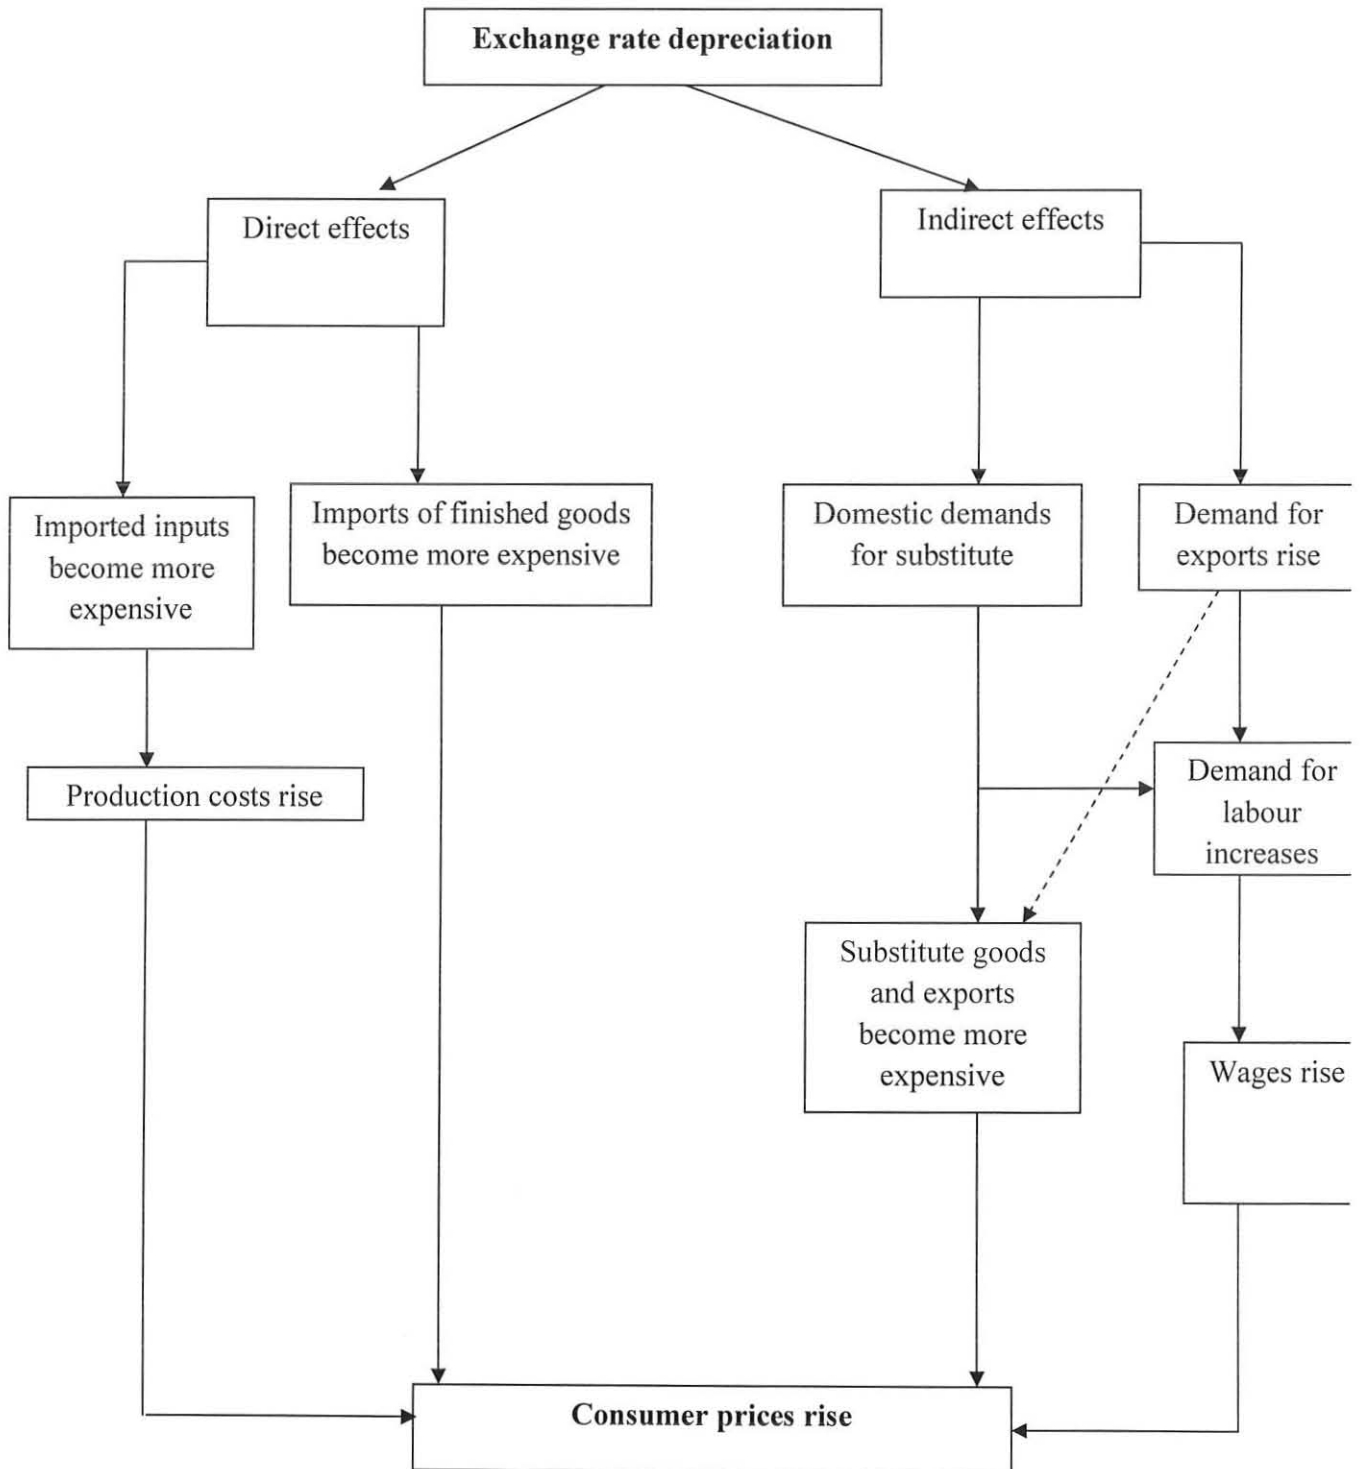 Exchange rate depreciation
Direct effects
Indirect effects
Imported inputs
become more
expensive
Imports of finished goods
become more expensive
Domestic demands
for substitute
Demand for
exports rise
Production costs rise
Demand for
labour
increases
Substitute goods
and exports
become more
expensive
Wages rise
Consumer prices rise